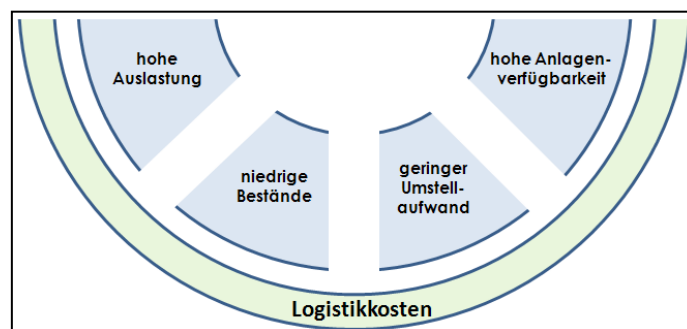 hohe
Auslastung
hohe Anlagen-
verfügbarkeit
niedrige
Bestände
geringer
Umstell-
aufwand
Logistikkosten